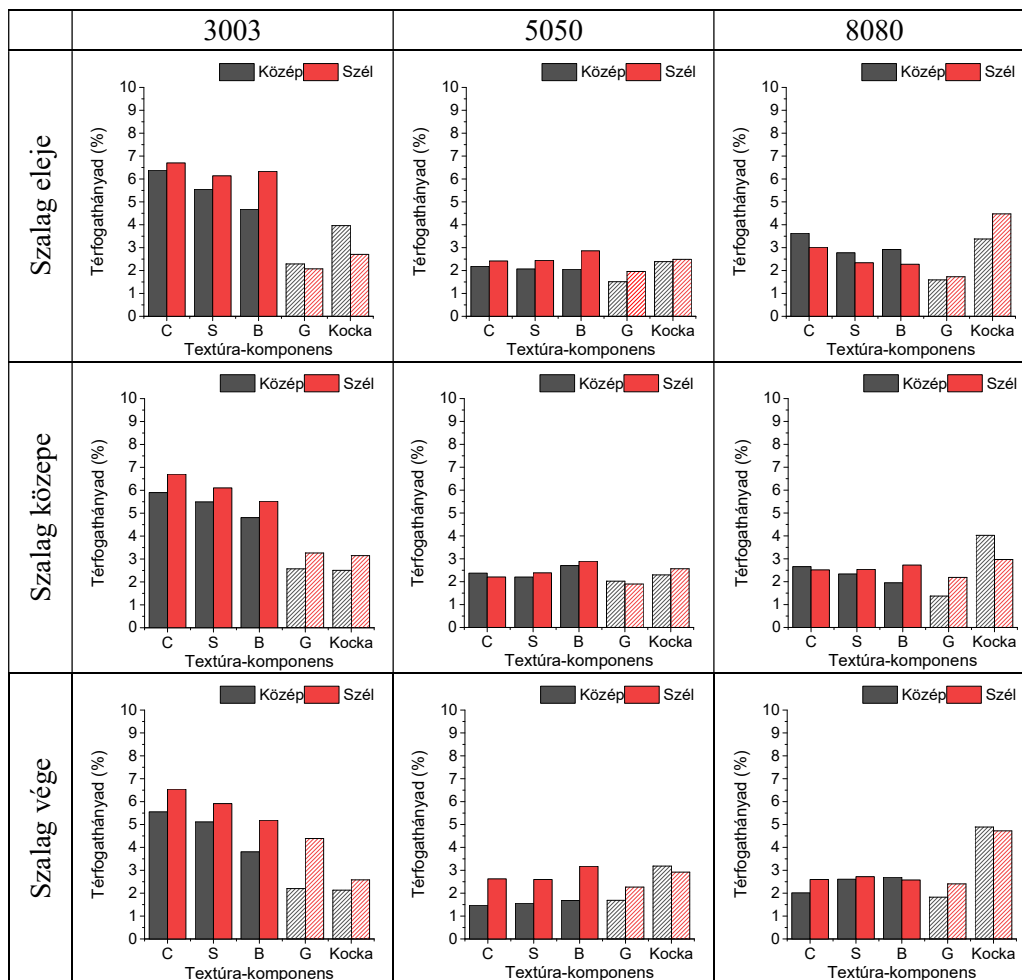 3003 5050 8080
Szalag eleje
Közép Szél
Térfogathányad (%)
10
9
8
7
6
5
4
3
2
1
0
C S B G Kocka
Textúra-komponens
Közép Szél
Térfogathányad (%)
10
9
8
7
6
5
4
3
2
1
0
C S B G Kocka
Textúra-komponens
Közép Szél
Térfogathányad (%)
10
9
8
7
6
5
4
3
2
1
0
C S B G Kocka
Textúra-komponens
Szalag közepe
Közép Szél
Térfogathányad (%)
10
9
8
7
6
5
4
3
2
1
0
C S B G Kocka
Textúra-komponens
Közép Szél
Térfogathányad (%)
10
9
8
7
6
5
4
3
2
1
0
C S B G Kocka
Textúra-komponens
Közép Szél
Térfogathányad (%)
10
9
8
7
6
5
4
3
2
1
0
C S B G Kocka
Textúra-komponens
Szalag vége
Közép Szél
Térfogathányad (%)
10
9
8
7
6
5
4
3
2
1
0
C S B G Kocka
Textúra-komponens
Közép Szél
Térfogathányad (%)
10
9
8
7
6
5
4
3
2
1
0
C S B G Kocka
Textúra-komponens
Közép Szél
Térfogathányad (%)
10
9
8
7
6
5
4
3
2
1
0
C S B G Kocka
Textúra-komponens